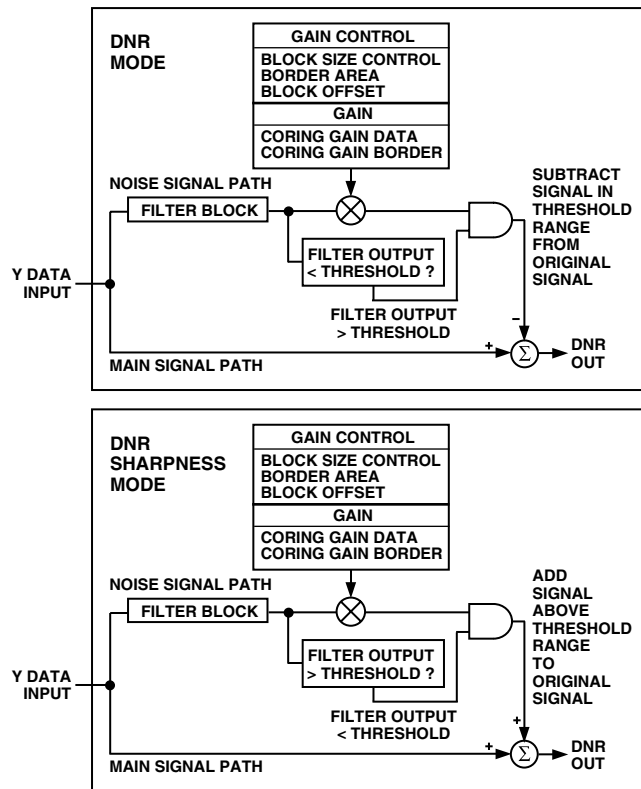 DNR
MODE
GAIN CONTROL
BLOCK SIZE CONTROL
BORDER AREA
BLOCK OFFSET
GAIN
CORING GAIN DATA
CORING GAIN BORDER
NOISE SIGNAL PATH
FILTER BLOCK
FILTER OUTPUT
< THRESHOLD ?
FILTER OUTPUT
> THRESHOLD
SUBTRACT
SIGNAL IN
THRESHOLD
RANGE
FROM
ORIGINAL
SIGNAL
Y DATA
INPUT
MAIN SIGNAL PATH
–
+
Σ
DNR
OUT
DNR
SHARPNESS
MODE
GAIN CONTROL
BLOCK SIZE CONTROL
BORDER AREA
BLOCK OFFSET
GAIN
CORING GAIN DATA
CORING GAIN BORDER
NOISE SIGNAL PATH
FILTER BLOCK
FILTER OUTPUT
> THRESHOLD ?
FILTER OUTPUT
< THRESHOLD
ADD
SIGNAL
ABOVE
THRESHOLD
RANGE
TO
ORIGINAL
SIGNAL
Y DATA
INPUT
MAIN SIGNAL PATH
+
+
Σ
DNR
OUT